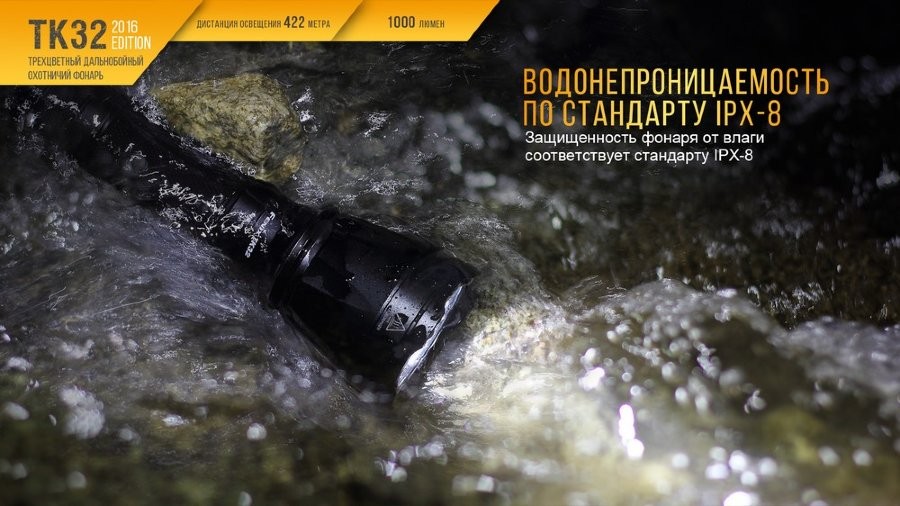 TK32 2016 EDITION
ТРЕХЦВЕТНЫЙ ДАЛЬНОБОЙНЫЙ
ОХОТНИЧИЙ ФОНАРЬ
ДИСТАНЦИЯ ОСВЕЩЕНИЯ 422 МЕТРА
1000 ЛЮМЕН
ВОДОНЕПРОНИЦАЕМОСТЬ
ПО СТАНДАРТУ IPX-8
Защищенность фонаря от влаги
соответствует стандарту IPX-8